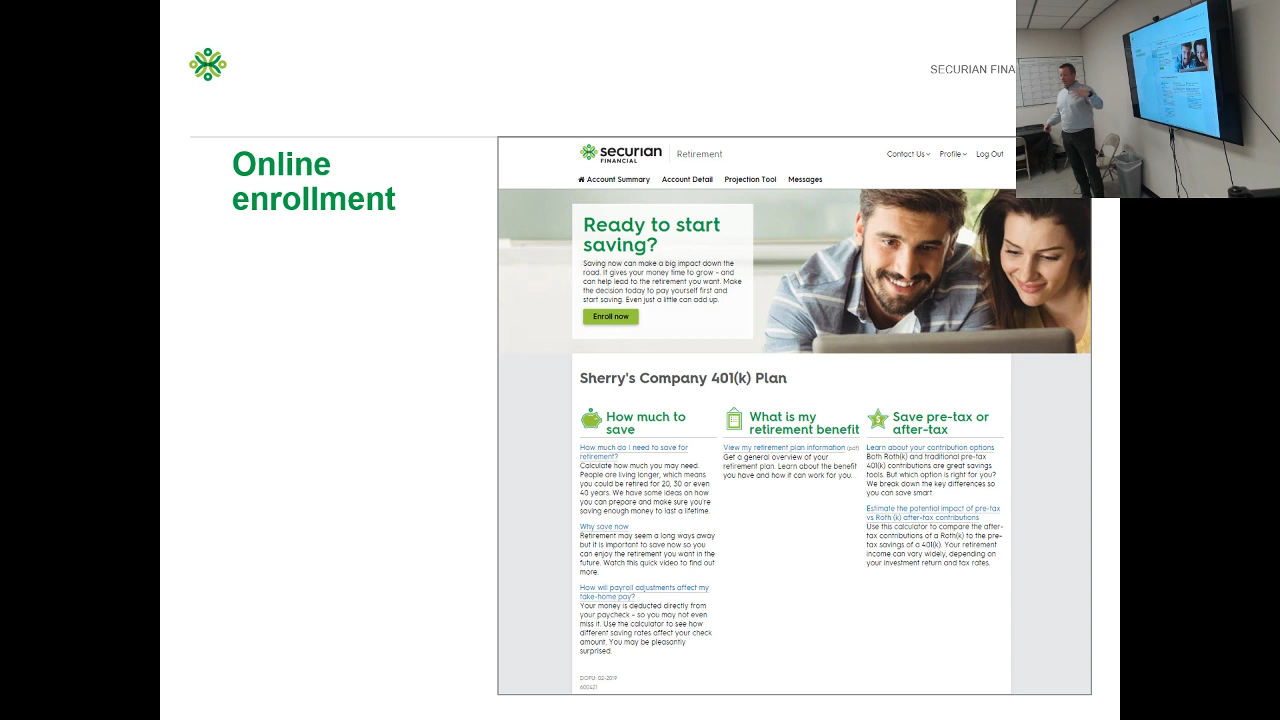 SECURIAN FINA
Online
enrollment
securian
FINANCIAL
Retirement
Contact Us
Profile
Log Out
Account Summary
Account Detail
Projection Tool
Messages
Ready to start
saving?
Saving now can make a big impact down the
road. It gives your money time to grow - and
can help lead to the retirement you want. Make
the decision today to pay yourself first and
start saving. Even just a little can add up.
Enroll now
Sherry's Company 401(k) Plan
How much to
save
How much do I need to save for
retirement?
Calculate how much you may need.
People are living longer, which means
you could be retired for 20, 30 or even
40 years. We have some ideas on how
you can prepare and make sure you're
saving enough money to last a lifetime.
Why save now
Retirement may seem a long ways away
but it is important to save now so you
can enjoy the retirement you want in the
future. Watch this quick video to find out
more.
How will payroll adjustments affect my
take-home pay?
Your money is deducted directly from
your paycheck - so you may not even
miss it. Use the calculator to see how
different saving rates affect your check
amount. You may be pleasantly
surprised.
What is my
retirement benefit
View my retirement plan information (pdf)
Get a general overview of your
retirement plan. Learn about the benefit
you have and how it can work for you.
Save pre-tax or
after-tax
Learn about your contribution options
Both Roth(k) and traditional pre-tax
401(k) contributions are great savings
tools. But which option is right for you?
We break down the key differences so
you can save smart.
Estimate the potential impact of pre-tax
vs Roth (k) after-tax contributions
Use this calculator to compare the after-
tax contributions of a Roth(k) to the pre-
tax savings of a 401(k). Your retirement
income can vary widely, depending on
your investment return and tax rates.
DOFU: 02-2019
600421